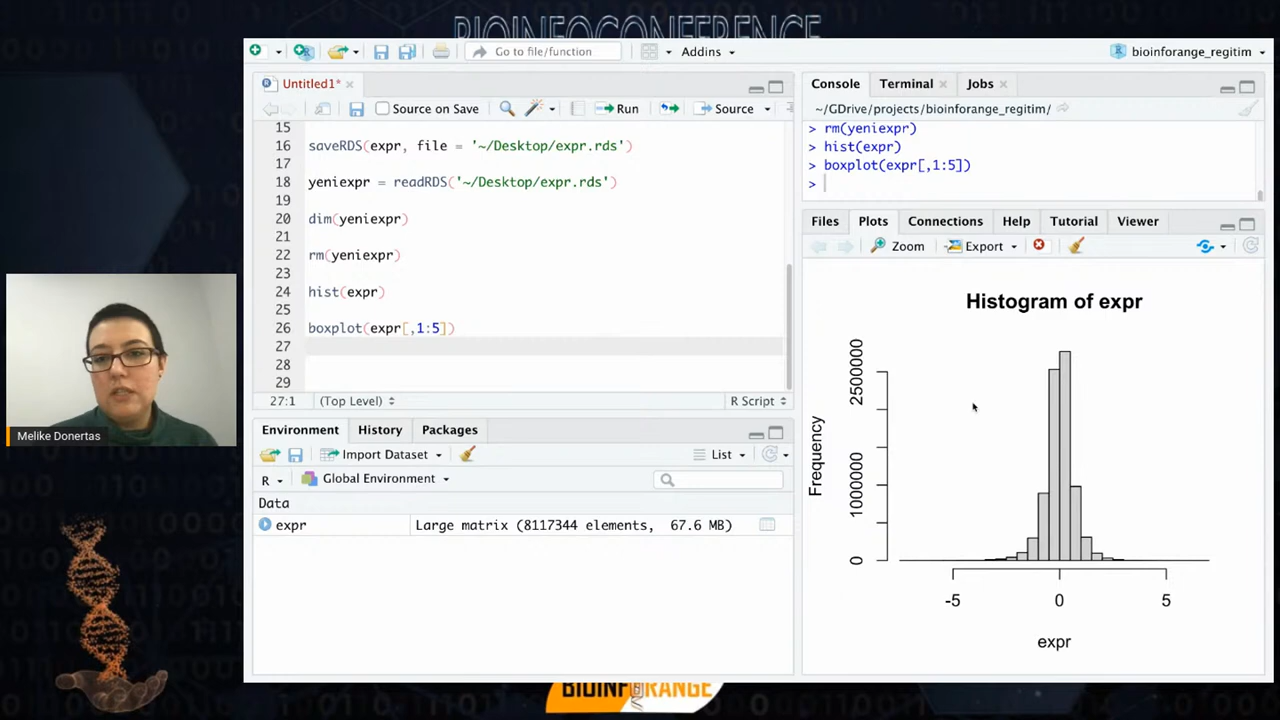 BIOINFOCONFERENCE
Go to file/function
Addins
bioinforange_regitim
Untitled1*
Source on Save
Run
Source
15
16 saveRDS(expr, file = '~/Desktop/expr.rds')
17
18 yeniexpr = readRDS('~/Desktop/expr.rds')
19
20 dim(yeniexpr)
21
22 rm(yeniexpr)
23
24 hist(expr)
25
26 boxplot(expr[,1:5])
27
28
29
27:1 (Top Level) R Script
Environment History Packages
Import Dataset List
R Global Environment
Data
expr Large matrix (8117344 elements, 67.6 MB)
Console Terminal Jobs
~/GDrive/projects/bioinforange_regitim/
> rm(yeniexpr)
> hist(expr)
> boxplot(expr[,1:5])
>
Files Plots Connections Help Tutorial Viewer
Zoom Export
Histogram of expr
Frequency
2500000
1000000
0
-5 0 5
expr
Melike Donertas
BIOINFORANGE